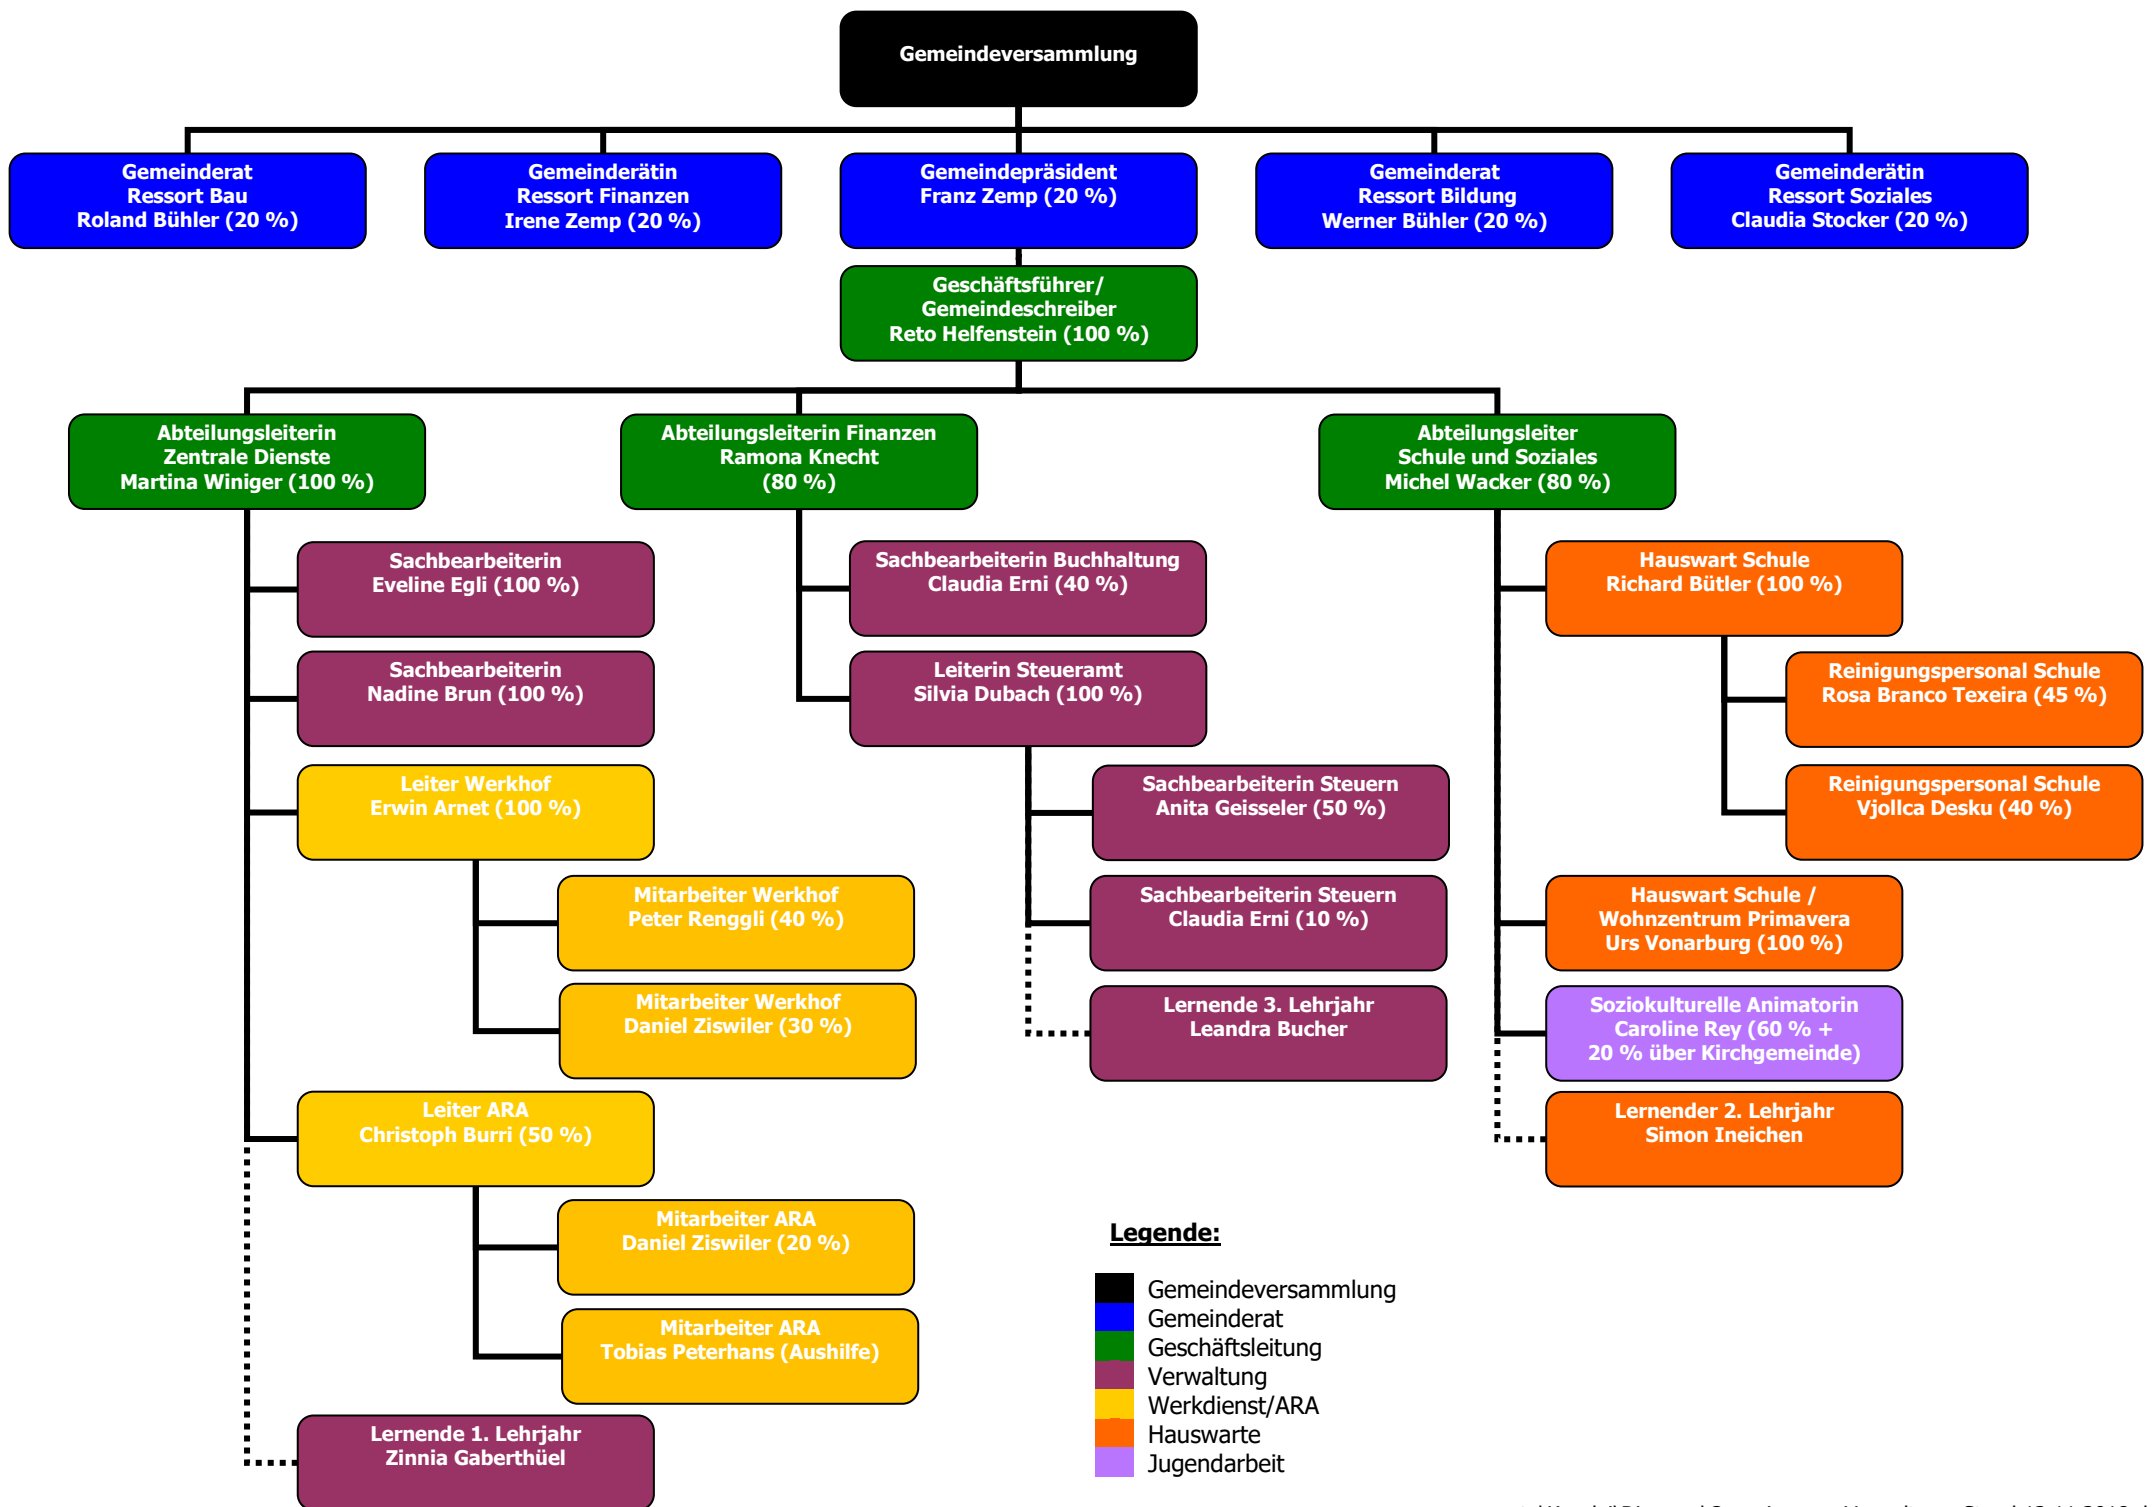 Gemeindeversammlung
Gemeinderat
Ressort Bau
Roland Bühler (20 %)
Gemeinderätin
Ressort Finanzen
Irene Zemp (20 %)
Gemeindepräsident
Franz Zemp (20 %)
Gemeinderat
Ressort Bildung
Werner Bühler (20 %)
Gemeinderätin
Ressort Soziales
Claudia Stocker (20 %)
Geschäftsführer/
Gemeindeschreiber
Reto Helfenstein (100 %)
Abteilungsleiterin
Zentrale Dienste
Martina Winiger (100 %)
Abteilungsleiterin Finanzen
Ramona Knecht
(80 %)
Abteilungsleiter
Schule und Soziales
Michel Wacker (80 %)
Sachbearbeiterin
Eveline Egli (100 %)
Sachbearbeiterin
Nadine Brun (100 %)
Leiter Werkhof
Erwin Arnet (100 %)
Mitarbeiter Werkhof
Peter Renggli (40 %)
Mitarbeiter Werkhof
Daniel Ziswiler (30 %)
Leiter ARA
Christoph Burri (50 %)
Mitarbeiter ARA
Daniel Ziswiler (20 %)
Mitarbeiter ARA
Tobias Peterhans (Aushilfe)
Lernende 1. Lehrjahr
Zinnia Gaberthüel
Sachbearbeiterin Buchhaltung
Claudia Erni (40 %)
Leiterin Steueramt
Silvia Dubach (100 %)
Sachbearbeiterin Steuern
Anita Geisseler (50 %)
Sachbearbeiterin Steuern
Claudia Erni (10 %)
Lernende 3. Lehrjahr
Leandra Bucher
Hauswart Schule
Richard Bütler (100 %)
Reinigungspersonal Schule
Rosa Branco Texeira (45 %)
Reinigungspersonal Schule
Vjollca Desku (40 %)
Hauswart Schule /
Wohnzentrum Primavera
Urs Vonarburg (100 %)
Soziokulturelle Animatorin
Caroline Rey (60 % +
20 % über Kirchgemeinde)
Lernender 2. Lehrjahr
Simon Ineichen
Legende:
Gemeindeversammlung
Gemeinderat
Geschäftsleitung
Verwaltung
Werkdienst/ARA
Hauswarte
Jugendarbeit